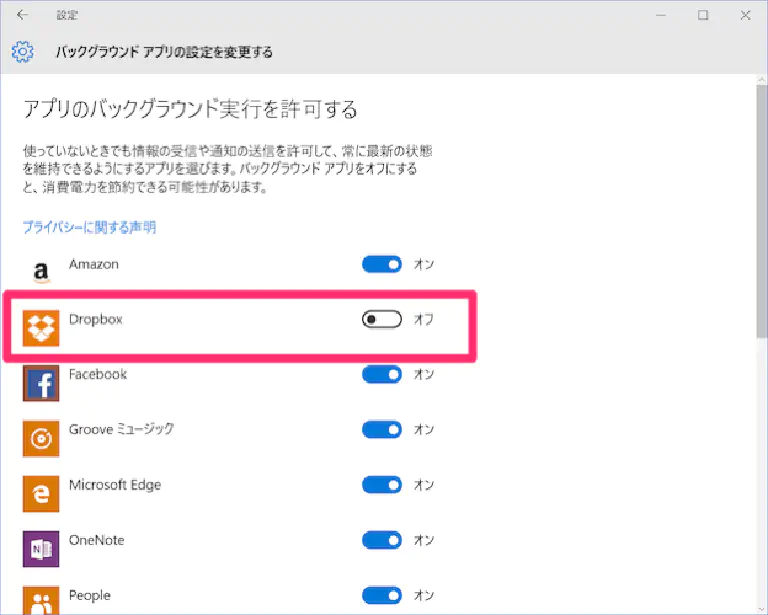 設定
バックグラウンド アプリの設定を変更する
アプリのバックグラウンド実行を許可する
使っていないときでも情報の受信や通知の送信を許可して、常に最新の状態
を維持できるようにするアプリを選びます。バックグラウンド アプリをオフにする
と、消費電力を節約できる可能性があります。
プライバシーに関する声明
Amazon オン
Dropbox オフ
Facebook オン
Groove ミュージック オン
Microsoft Edge オン
OneNote オン
People オン